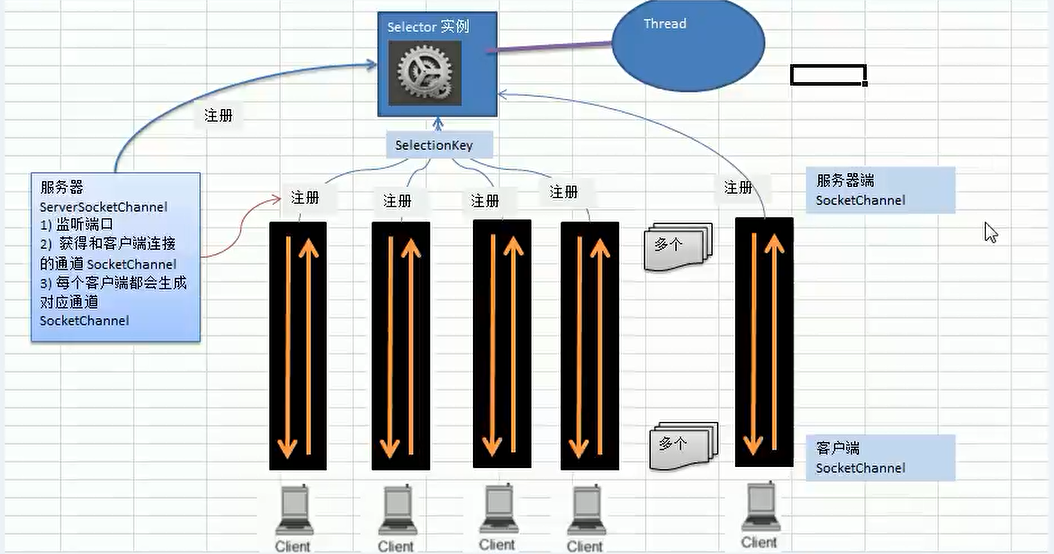 Selector 实例
Thread
注册
SelectionKey
服务器
ServerSocketChannel
1) 监听端口
2) 获得和客户端连接
的通道 SocketChannel
3) 每个客户端都会生成
对应通道
SocketChannel
注册
注册
注册
注册
注册
服务器端
SocketChannel
多个
多个
客户端
SocketChannel
Client
Client
Client
Client
Client